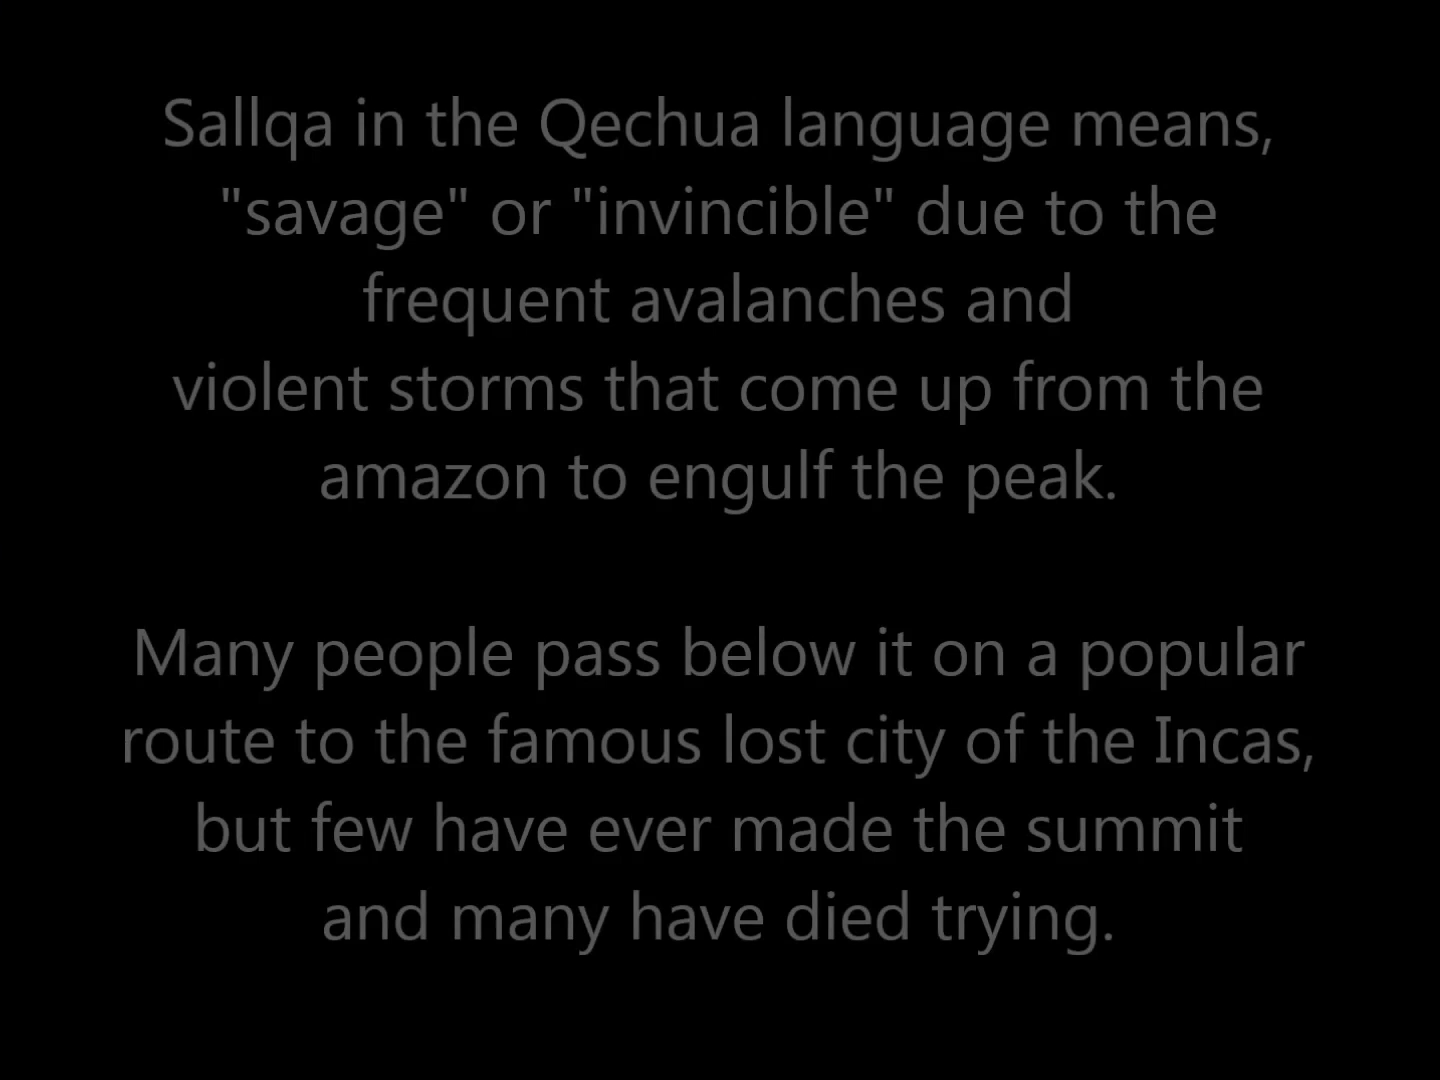 Sallqa in the Qechua language means,
"savage" or "invincible" due to the
frequent avalanches and
violent storms that come up from the
amazon to engulf the peak.
Many people pass below it on a popular
route to the famous lost city of the Incas,
but few have ever made the summit
and many have died trying.